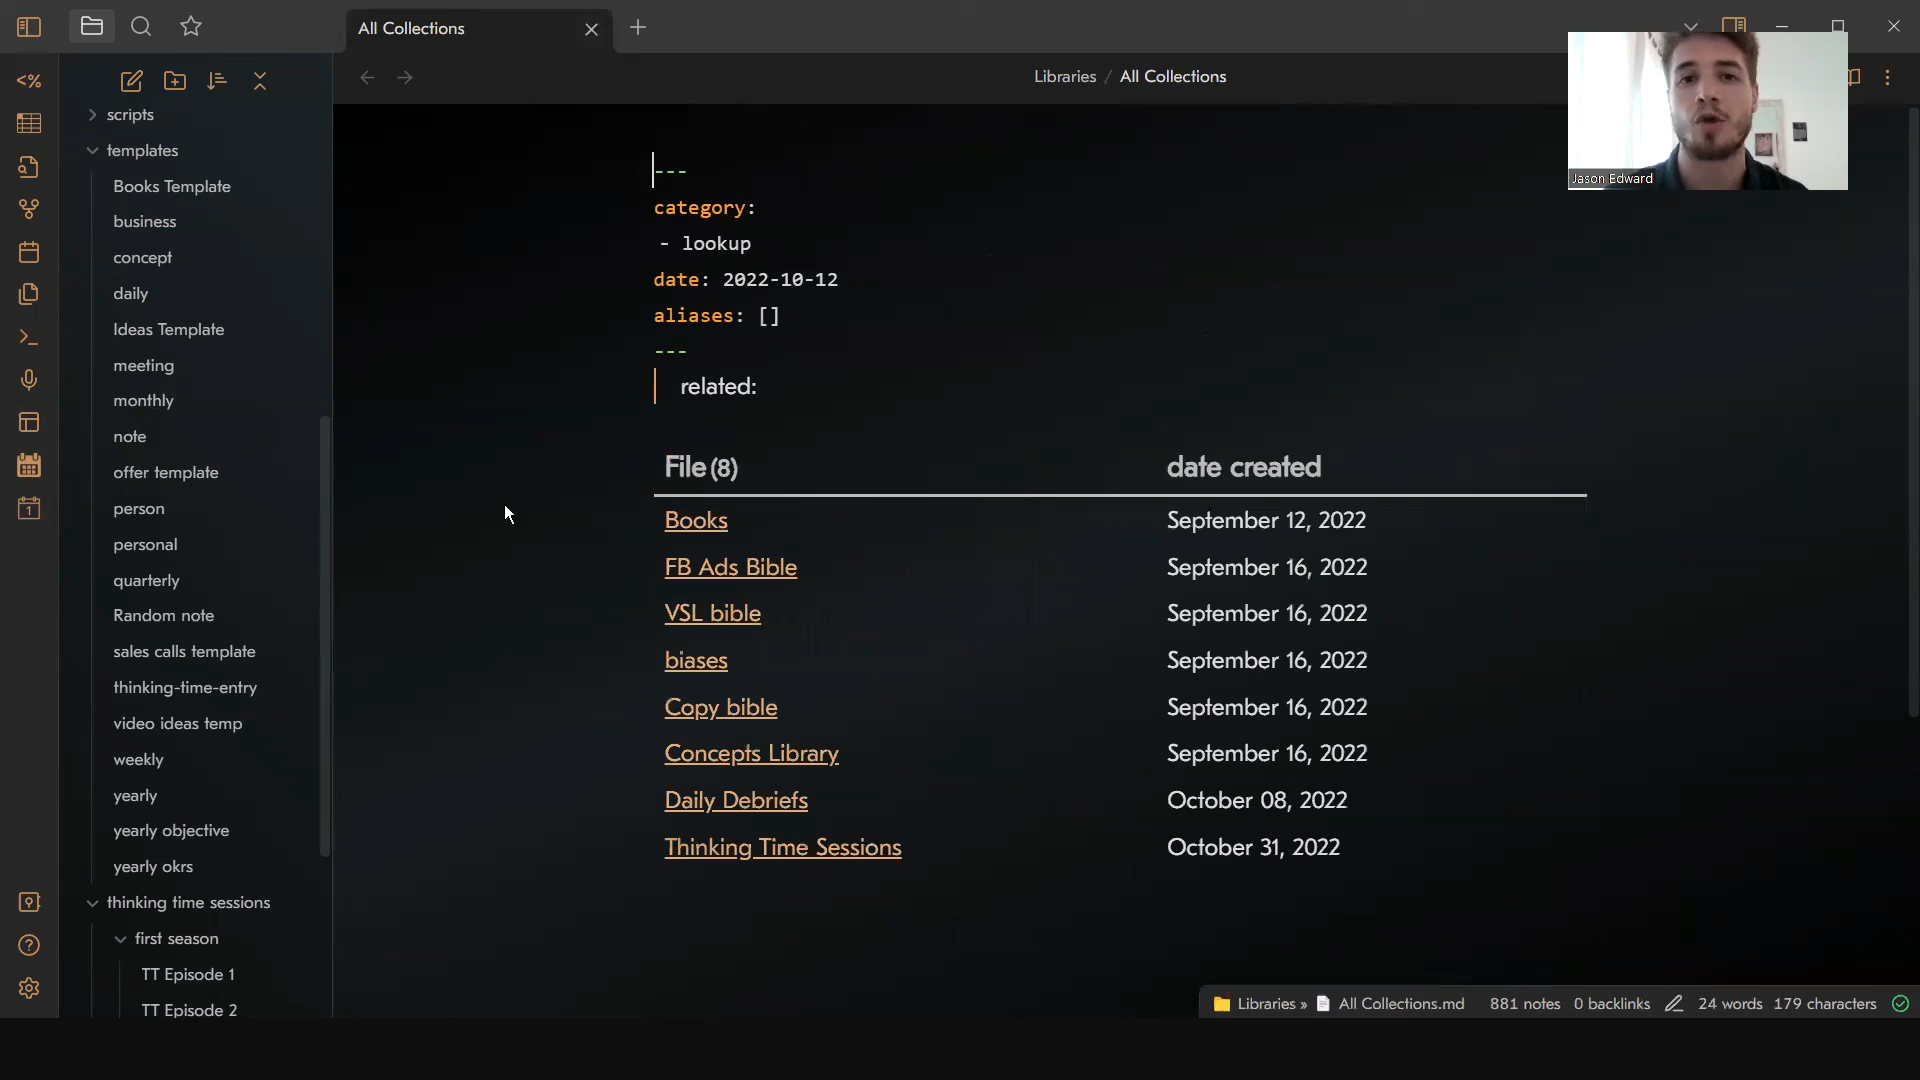 All Collections
Libraries / All Collections
<%
scripts
templates
Books Template
business
concept
daily
Ideas Template
meeting
monthly
note
offer template
person
personal
quarterly
Random note
sales calls template
thinking-time-entry
video ideas temp
weekly
yearly
yearly objective
yearly okrs
thinking time sessions
first season
TT Episode 1
TT Episode 2
---
category:
- lookup
date: 2022-10-12
aliases: []
---
related:
File (8) date created
Books September 12, 2022
FB Ads Bible September 16, 2022
VSL bible September 16, 2022
biases September 16, 2022
Copy bible September 16, 2022
Concepts Library September 16, 2022
Daily Debriefs October 08, 2022
Thinking Time Sessions October 31, 2022
Jason Edward
Libraries » All Collections.md 881 notes 0 backlinks 24 words 179 characters